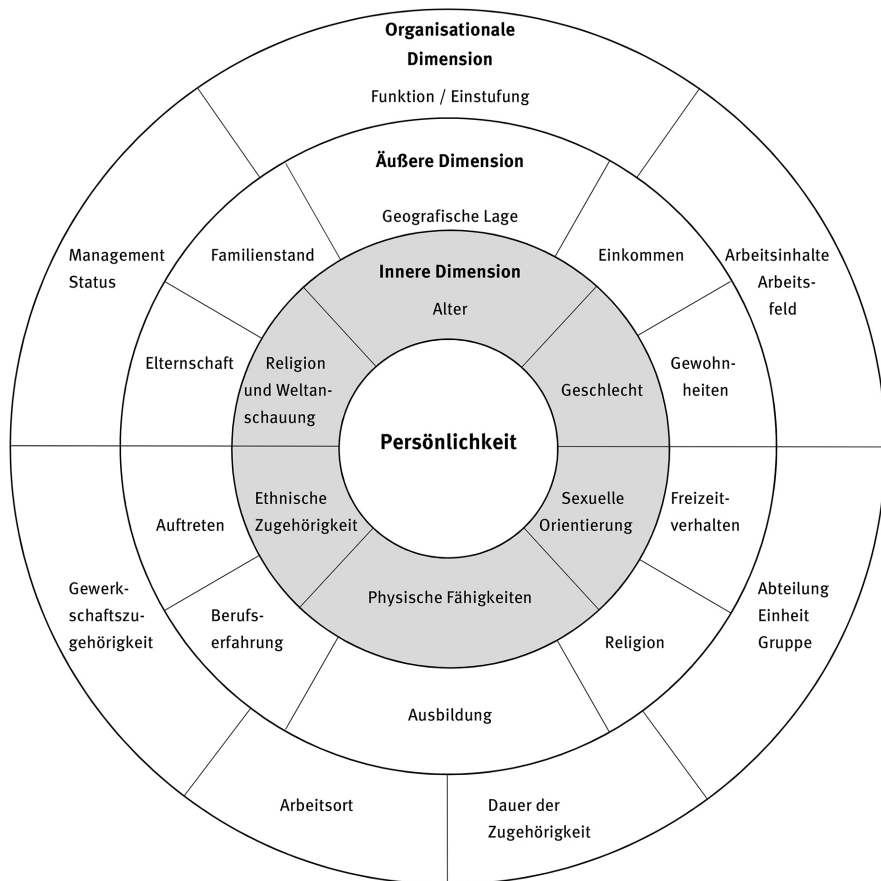 Organisationale
Dimension
Funktion / Einstufung
Äußere Dimension
Geografische Lage
Management
Status
Familienstand
Einkommen
Arbeitsinhalte
Arbeits-
feld
Innere Dimension
Alter
Elternschaft
Religion
und Weltan-
schauung
Geschlecht
Gewohn-
heiten
Persönlichkeit
Auftreten
Ethnische
Zugehörigkeit
Sexuelle
Orientierung
Freizeit-
verhalten
Gewerk-
schaftszu-
gehörigkeit
Berufs-
erfahrung
Physische Fähigkeiten
Religion
Abteilung
Einheit
Gruppe
Ausbildung
Arbeitsort
Dauer der
Zugehörigkeit